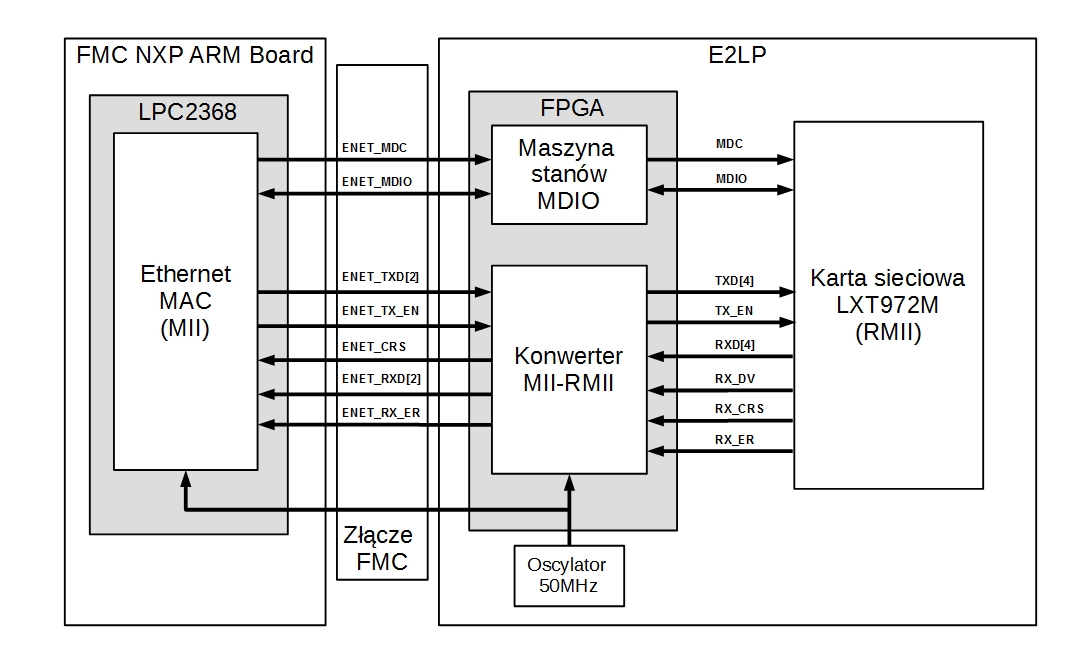 FMC NXP ARM Board
E2LP
LPC2368
FPGA
ENET_MDC
ENET_MDIO
Maszyna
stanów
MDIO
MDC
MDIO
Ethernet
MAC
(MII)
ENET_TXD[2]
ENET_TX_EN
ENET_CRS
ENET_RXD[2]
ENET_RX_ER
Konwerter
MII-RMII
TXD[4]
TX_EN
RXD[4]
RX_DV
RX_CRS
RX_ER
Karta sieciowa
LXT972M
(RMII)
Złącze
FMC
Oscylator
50MHz